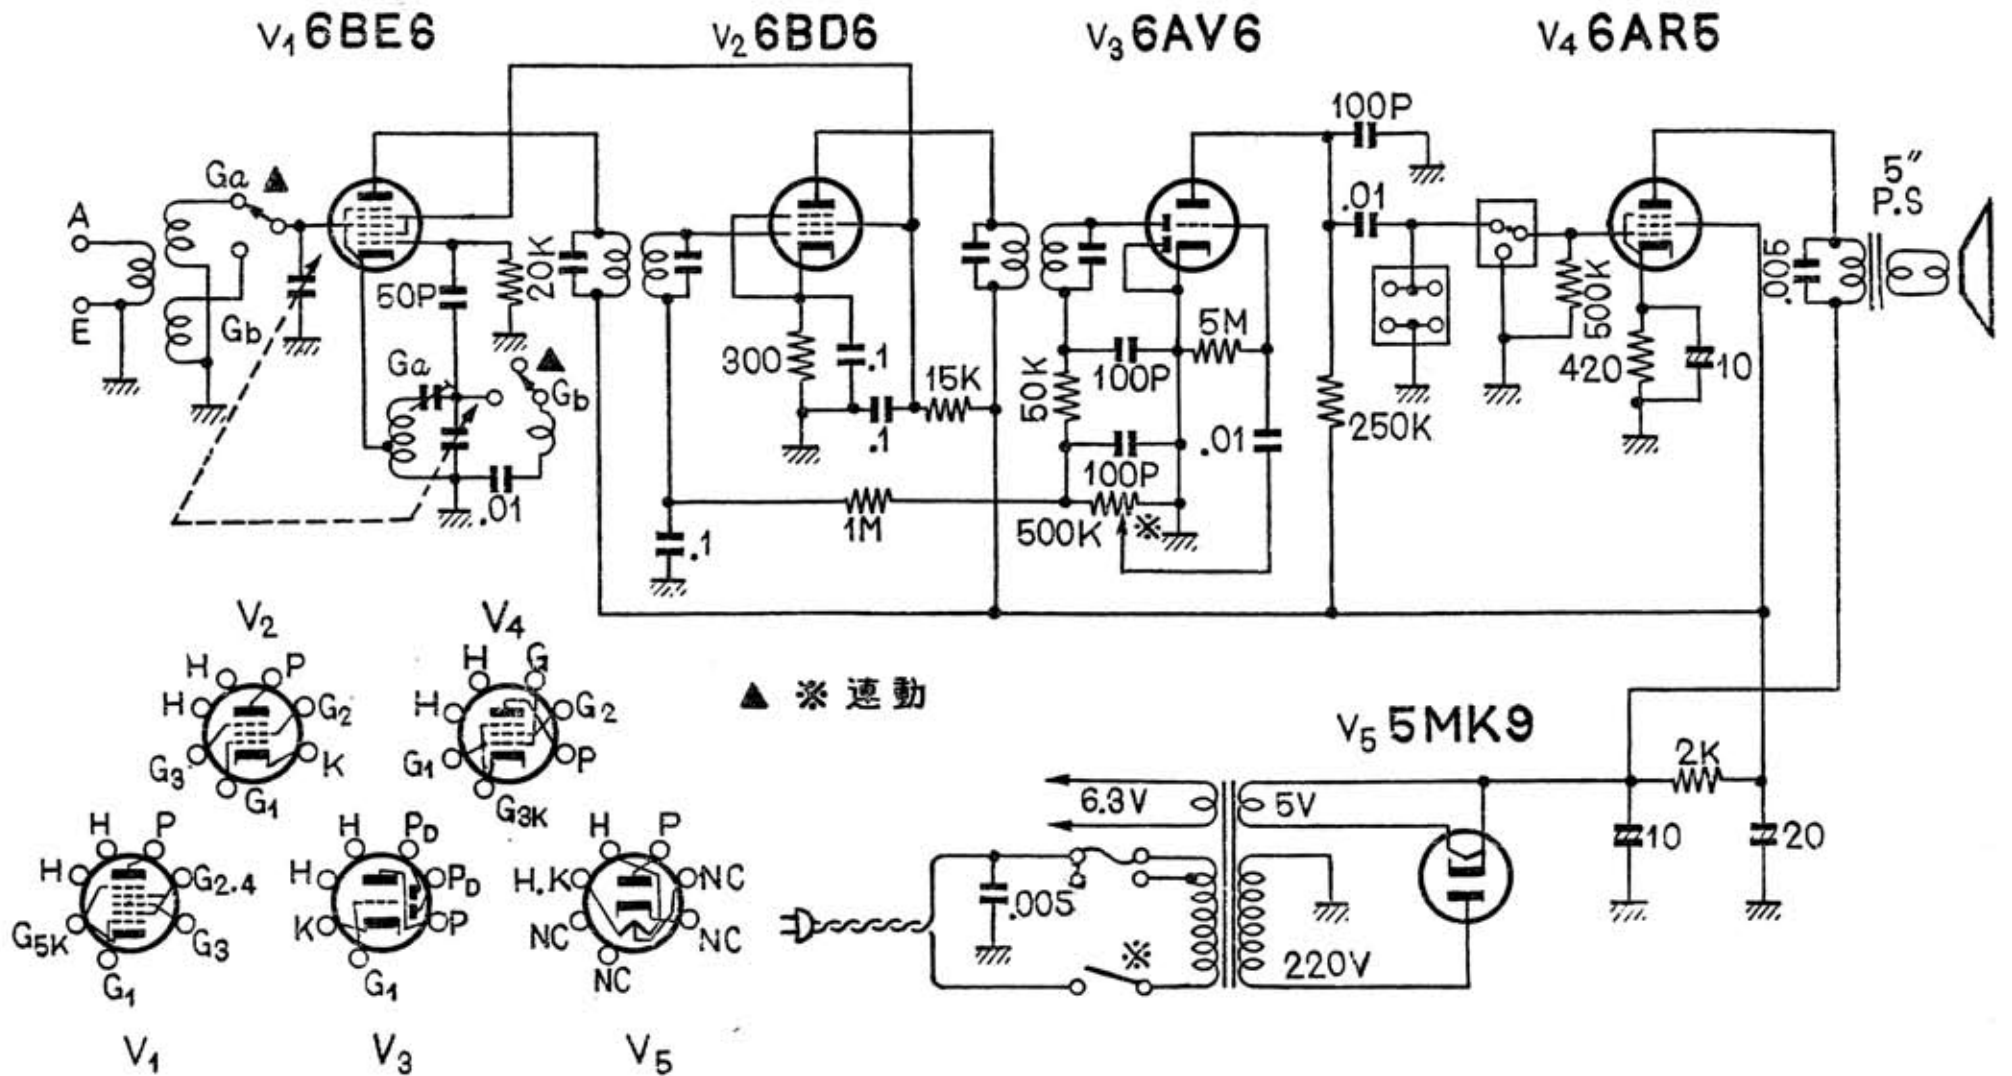 V₁ 6BE6
V₂ 6BD6
V₃ 6AV6
V₄ 6AR5
A
E
Ga ▲
Gb
50P
20K
Ga
▲
Gb
.01
300
.1
.1
15K
.1
1M
50K
100P
100P
500K
※
5M
.01
100P
.01
250K
500K
420
10
.005
5″
P.S
▲ ※ 連動
V₂
H
P
H
G₂
G₃
K
G₁
V₄
H
G
H
G₂
G₁
P
G₃K
H
P
H
G₂.₄
G₅K
G₃
G₁
V₁
H
P_D
H
P_D
K
P
G₁
V₃
H
P
H.K
NC
NC
NC
NC
V₅
V₅ 5MK9
6.3V
5V
2K
10
20
.005
※
220V